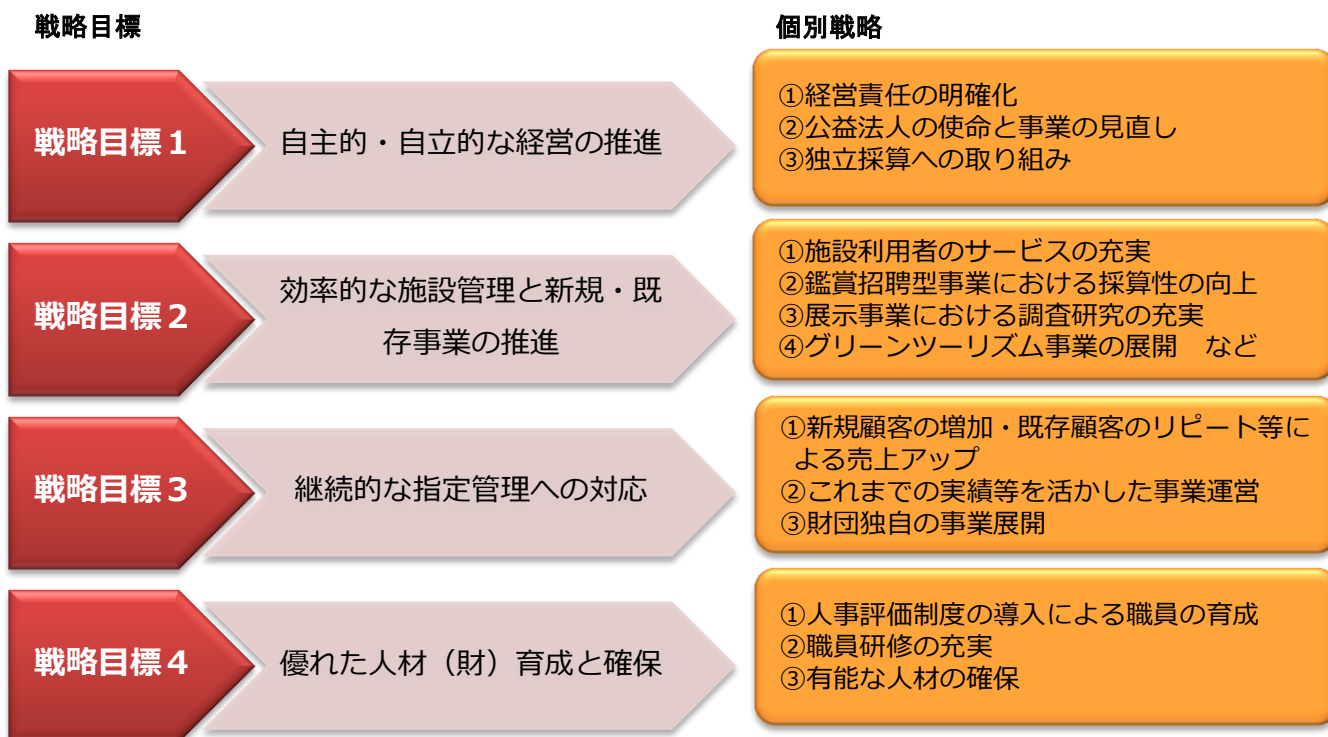 戦略目標
個別戦略
戦略目標1
自主的・自立的な経営の推進
①経営責任の明確化
②公益法人の使命と事業の見直し
③独立採算への取り組み
戦略目標2
効率的な施設管理と新規・既
存事業の推進
①施設利用者のサービスの充実
②鑑賞招聘型事業における採算性の向上
③展示事業における調査研究の充実
④グリーンツーリズム事業の展開　など
戦略目標3
継続的な指定管理への対応
①新規顧客の増加・既存顧客のリピート等に
よる売上アップ
②これまでの実績等を活かした事業運営
③財団独自の事業展開
戦略目標4
優れた人材（財）育成と確保
①人事評価制度の導入による職員の育成
②職員研修の充実
③有能な人材の確保